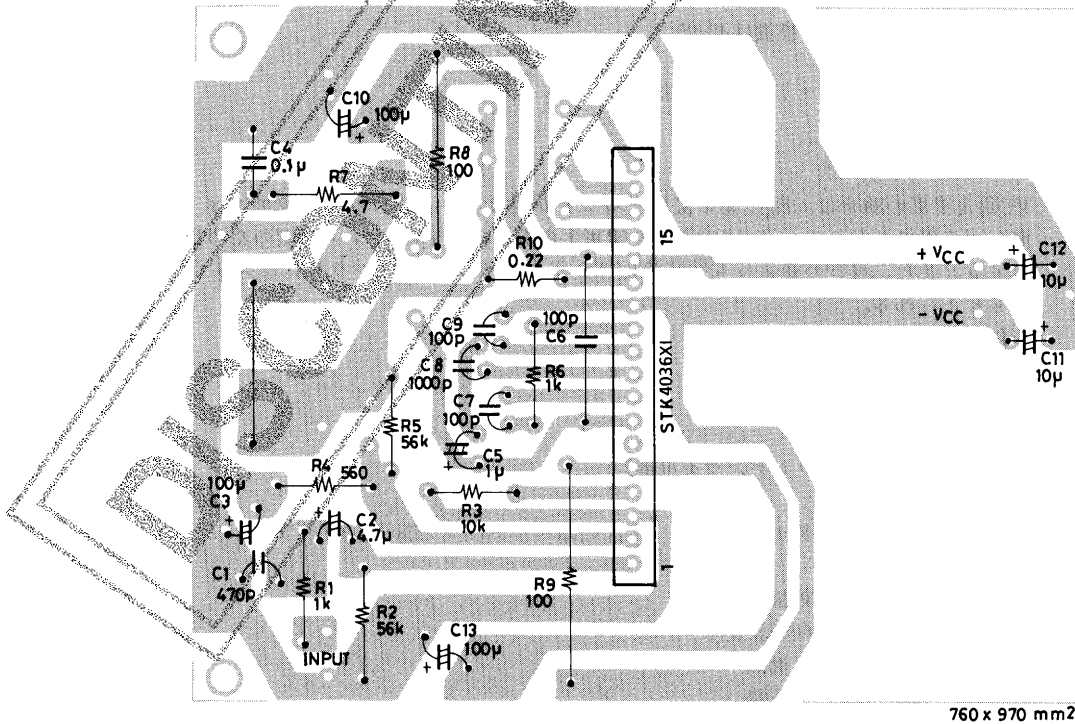 C10
100µ
+
C4
0.1µ
R7
4.7
R8
100
R10
0.22
15
+ VCC
+
C12
10µ
- VCC
+
C11
10µ
C9
100p
100p
C6
C8
1000p
R6
1k
C7
100p
STK4036XI
R5
56k
C5
1µ
+
R4
560
100µ
C3
+
R3
10k
+
C2
4.7µ
C1
470p
R1
1k
R2
56k
R9
100
1
C13
100µ
+
INPUT
760 x 970 mm2